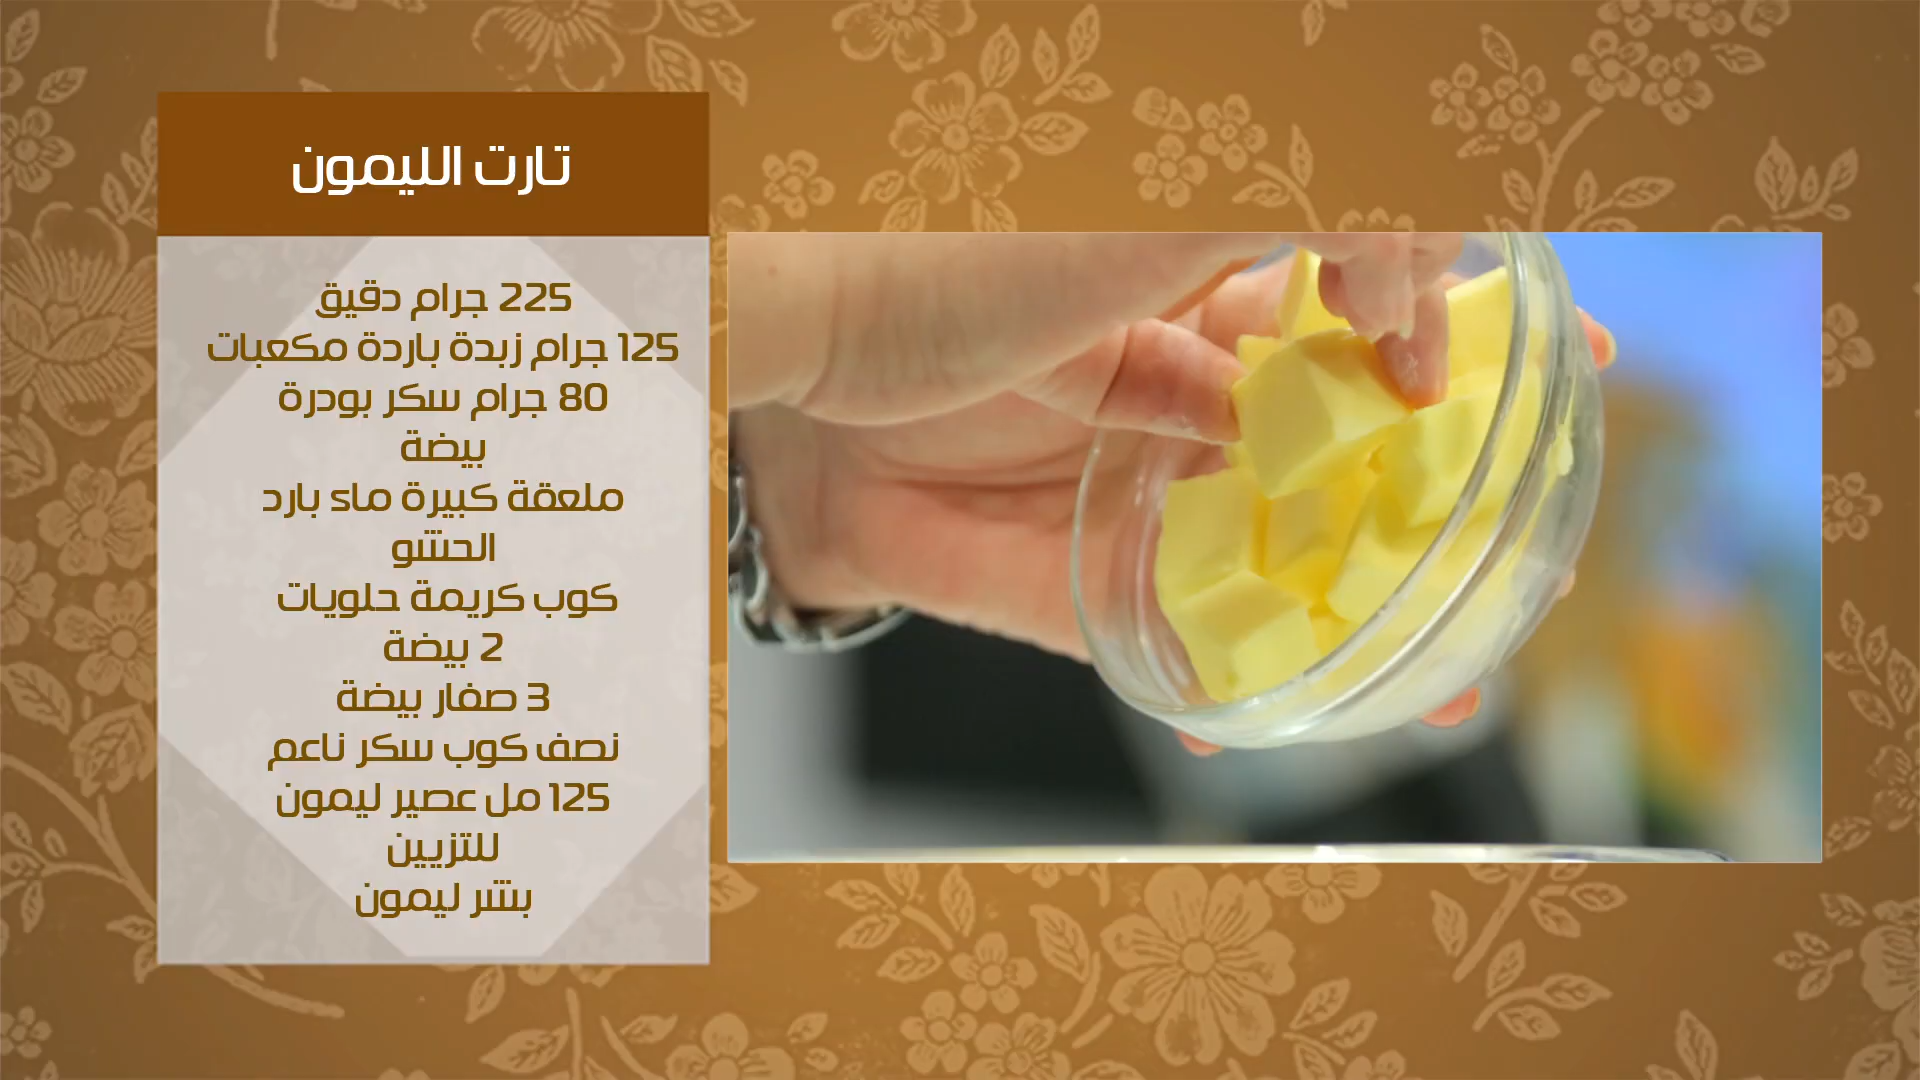 تارت الليمون
225 جرام دقيق
125 جرام زبدة باردة مكعبات
80 جرام سكر بودرة
بيضة
ملعقة كبيرة ماء بارد
الحشو
كوب كريمة حلويات
2 بيضة
3 صفار بيضة
نصف كوب سكر ناعم
125 مل عصير ليمون
للتزيين
بشر ليمون